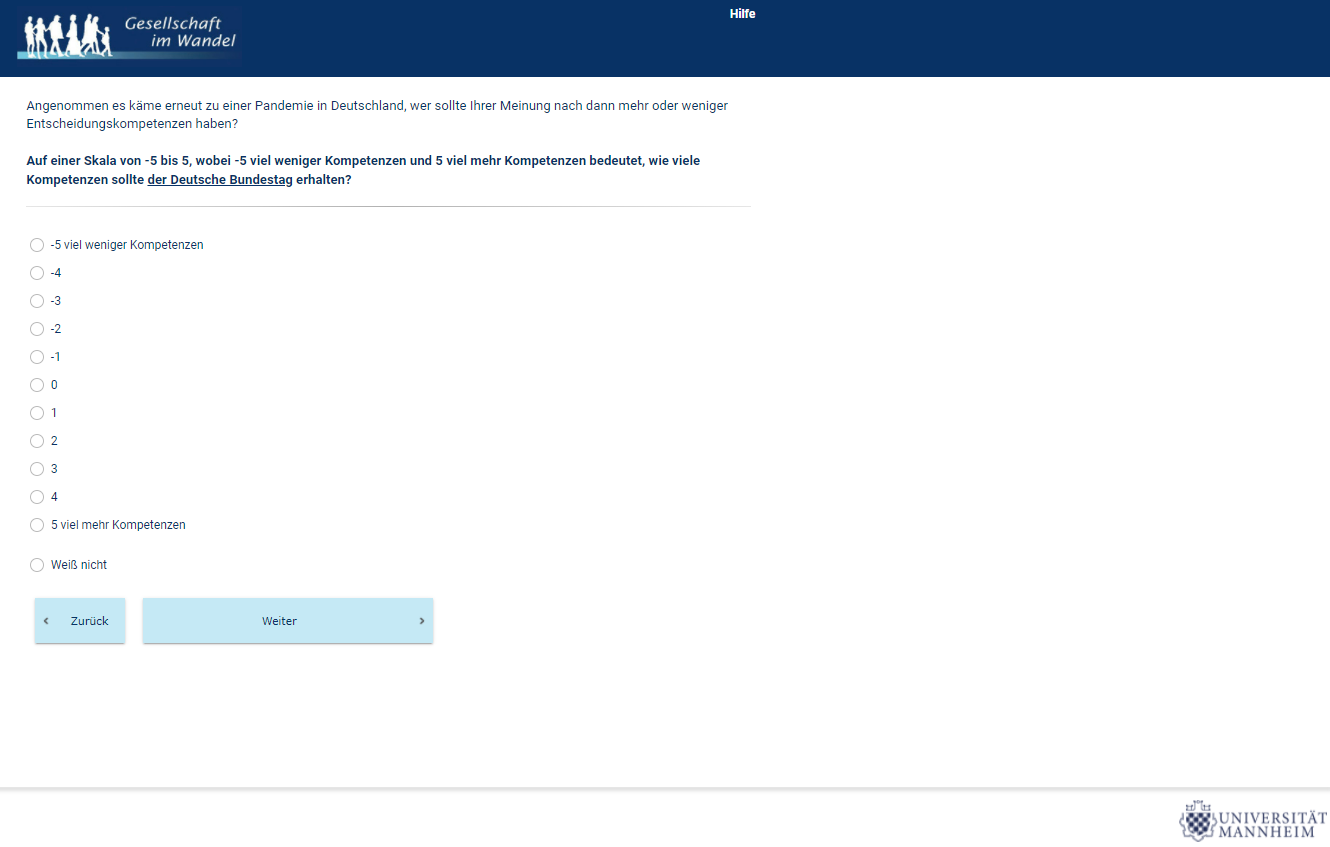 Gesellschaft
im Wandel
Hilfe
Angenommen es käme erneut zu einer Pandemie in Deutschland, wer sollte Ihrer Meinung nach dann mehr oder weniger
Entscheidungskompetenzen haben?
Auf einer Skala von -5 bis 5, wobei -5 viel weniger Kompetenzen und 5 viel mehr Kompetenzen bedeutet, wie viele
Kompetenzen sollte der Deutsche Bundestag erhalten?
-5 viel weniger Kompetenzen
-4
-3
-2
-1
0
1
2
3
4
5 viel mehr Kompetenzen
Weiß nicht
‹ Zurück
Weiter ›
UNIVERSITÄT
MANNHEIM